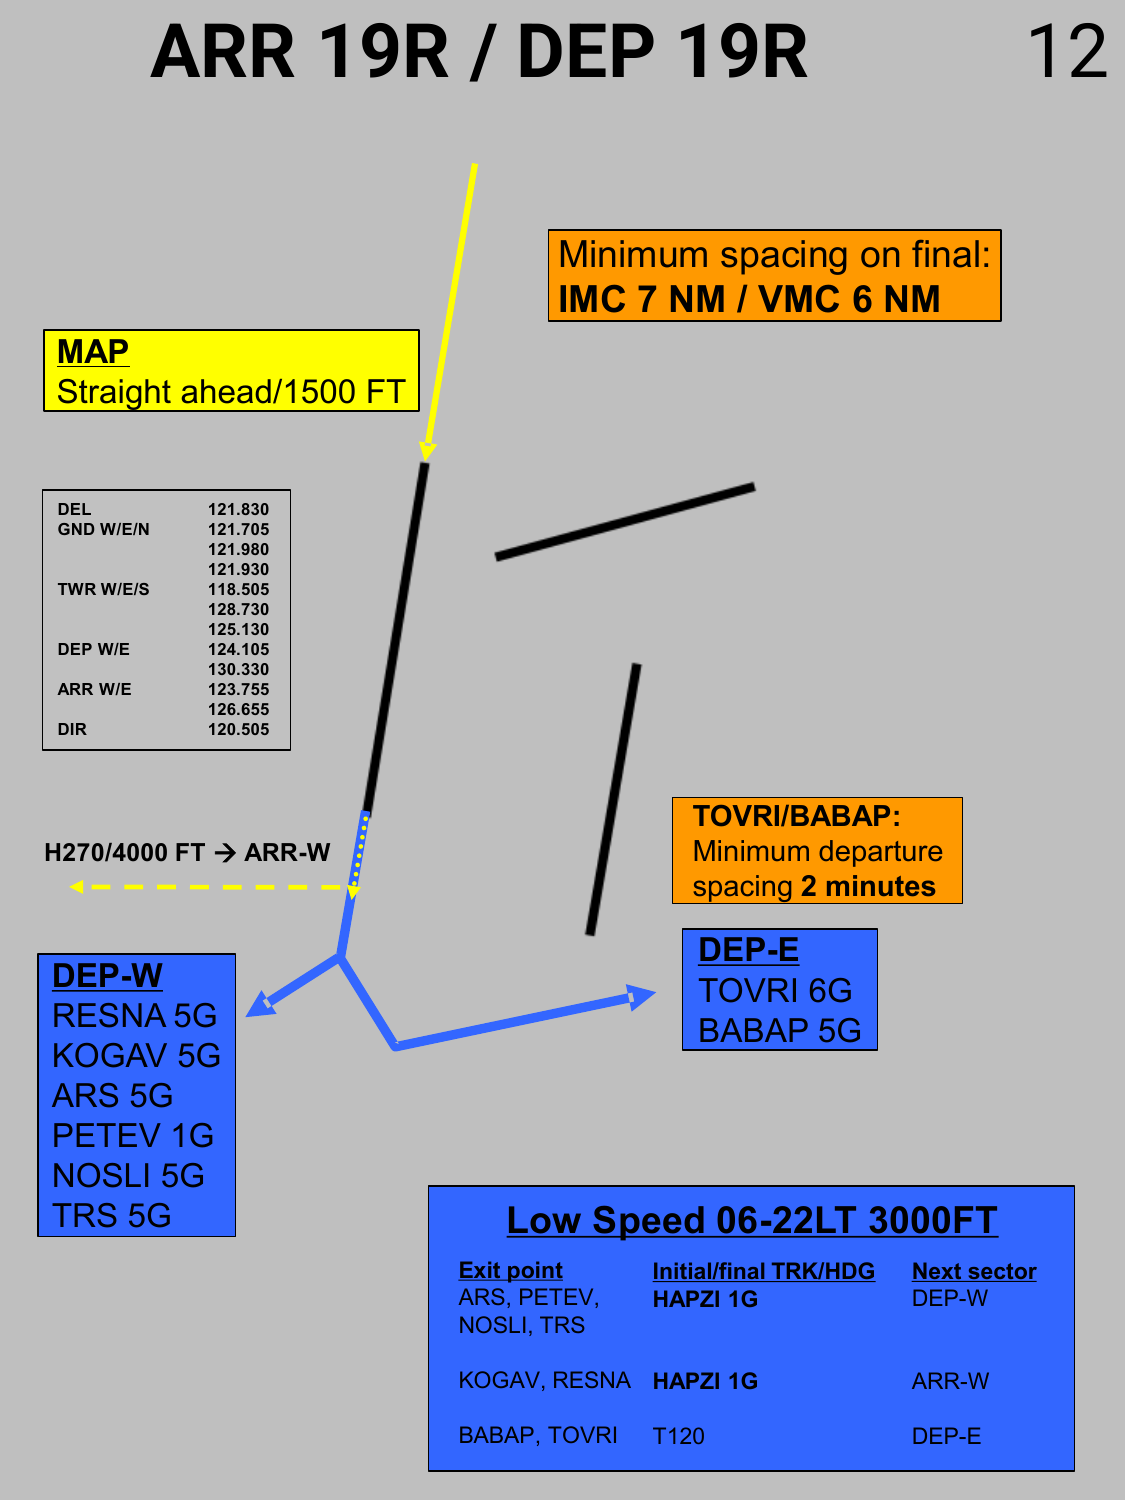 ARR 19R / DEP 19R 12
Minimum spacing on final:
IMC 7 NM / VMC 6 NM
MAP
Straight ahead/1500 FT
DEL 121.830
GND W/E/N 121.705
121.980
121.930
TWR W/E/S 118.505
128.730
125.130
DEP W/E 124.105
130.330
ARR W/E 123.755
126.655
DIR 120.505
TOVRI/BABAP:
Minimum departure
spacing 2 minutes
H270/4000 FT → ARR-W
DEP-E
TOVRI 6G
BABAP 5G
DEP-W
RESNA 5G
KOGAV 5G
ARS 5G
PETEV 1G
NOSLI 5G
TRS 5G
Low Speed 06-22LT 3000FT
Exit point Initial/final TRK/HDG Next sector
ARS, PETEV, HAPZI 1G DEP-W
NOSLI, TRS
KOGAV, RESNA HAPZI 1G ARR-W
BABAP, TOVRI T120 DEP-E